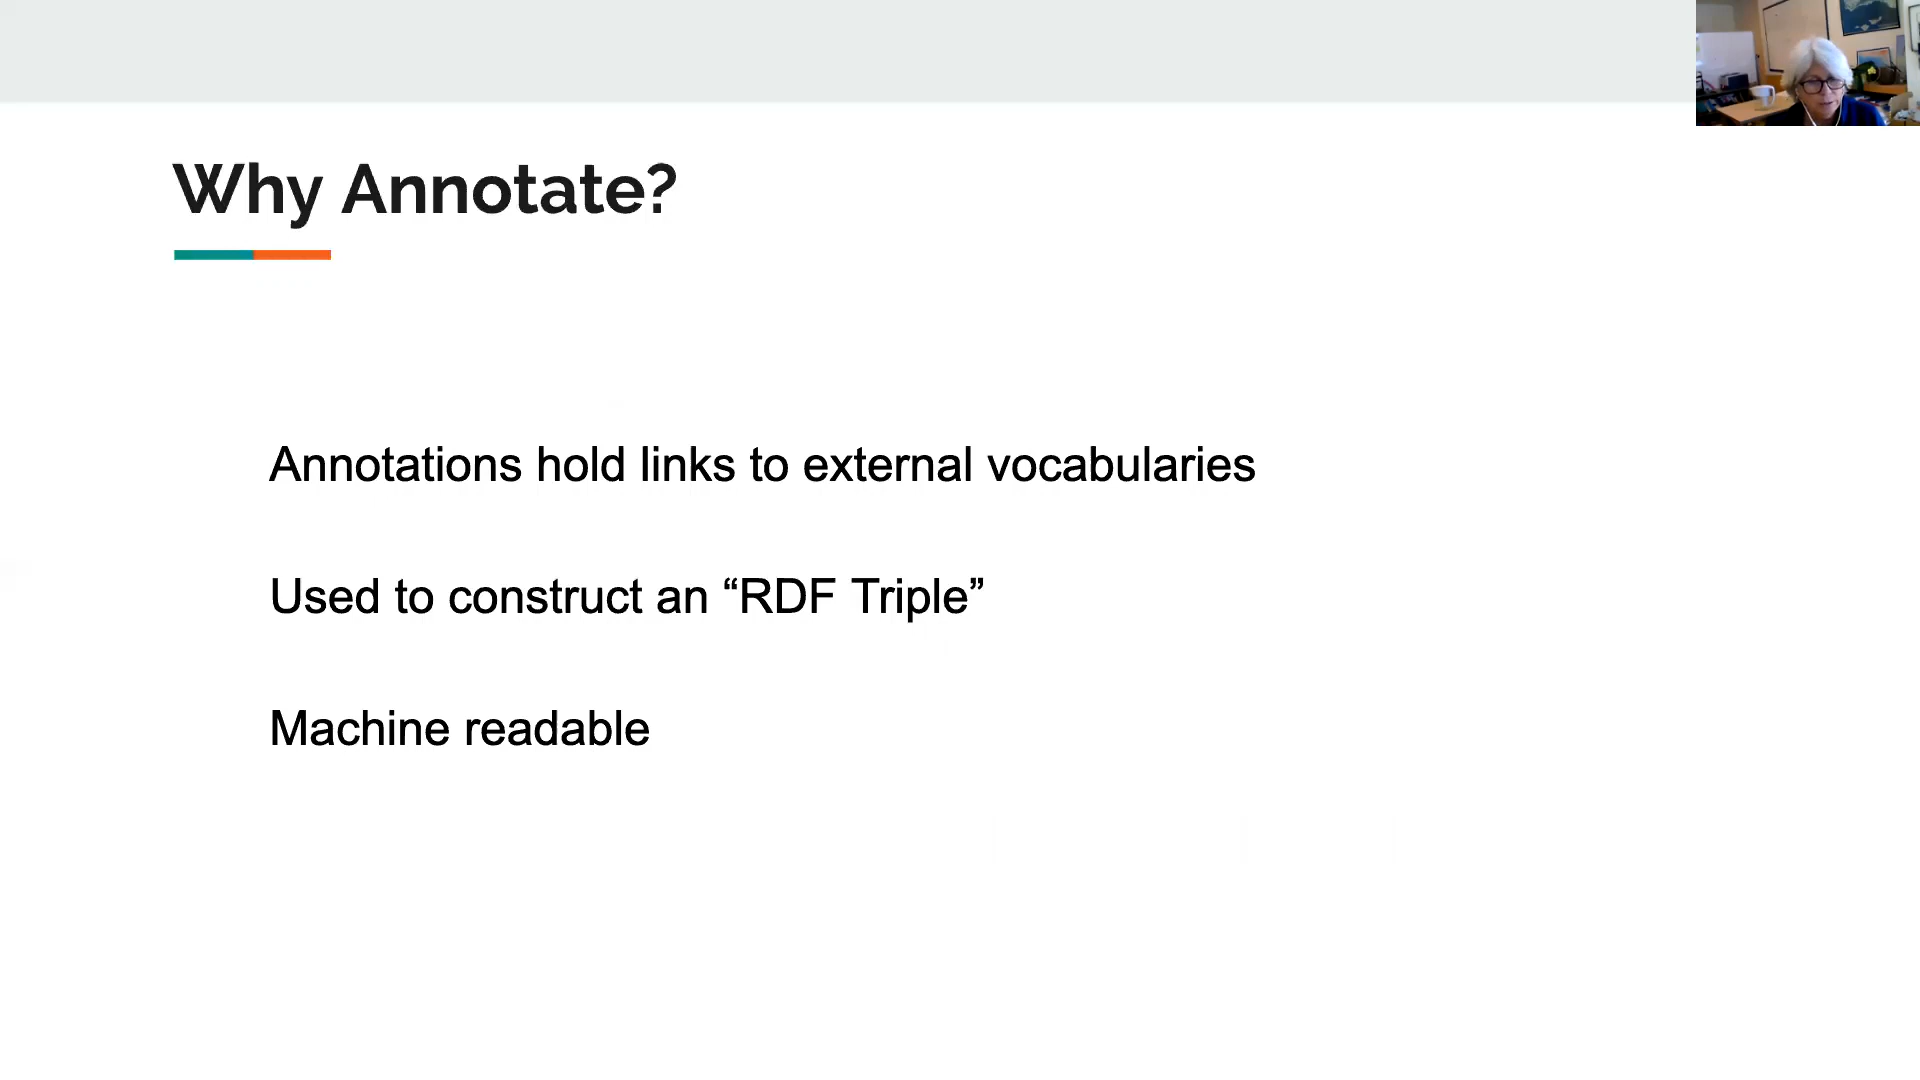 Why Annotate?
Annotations hold links to external vocabularies
Used to construct an “RDF Triple”
Machine readable